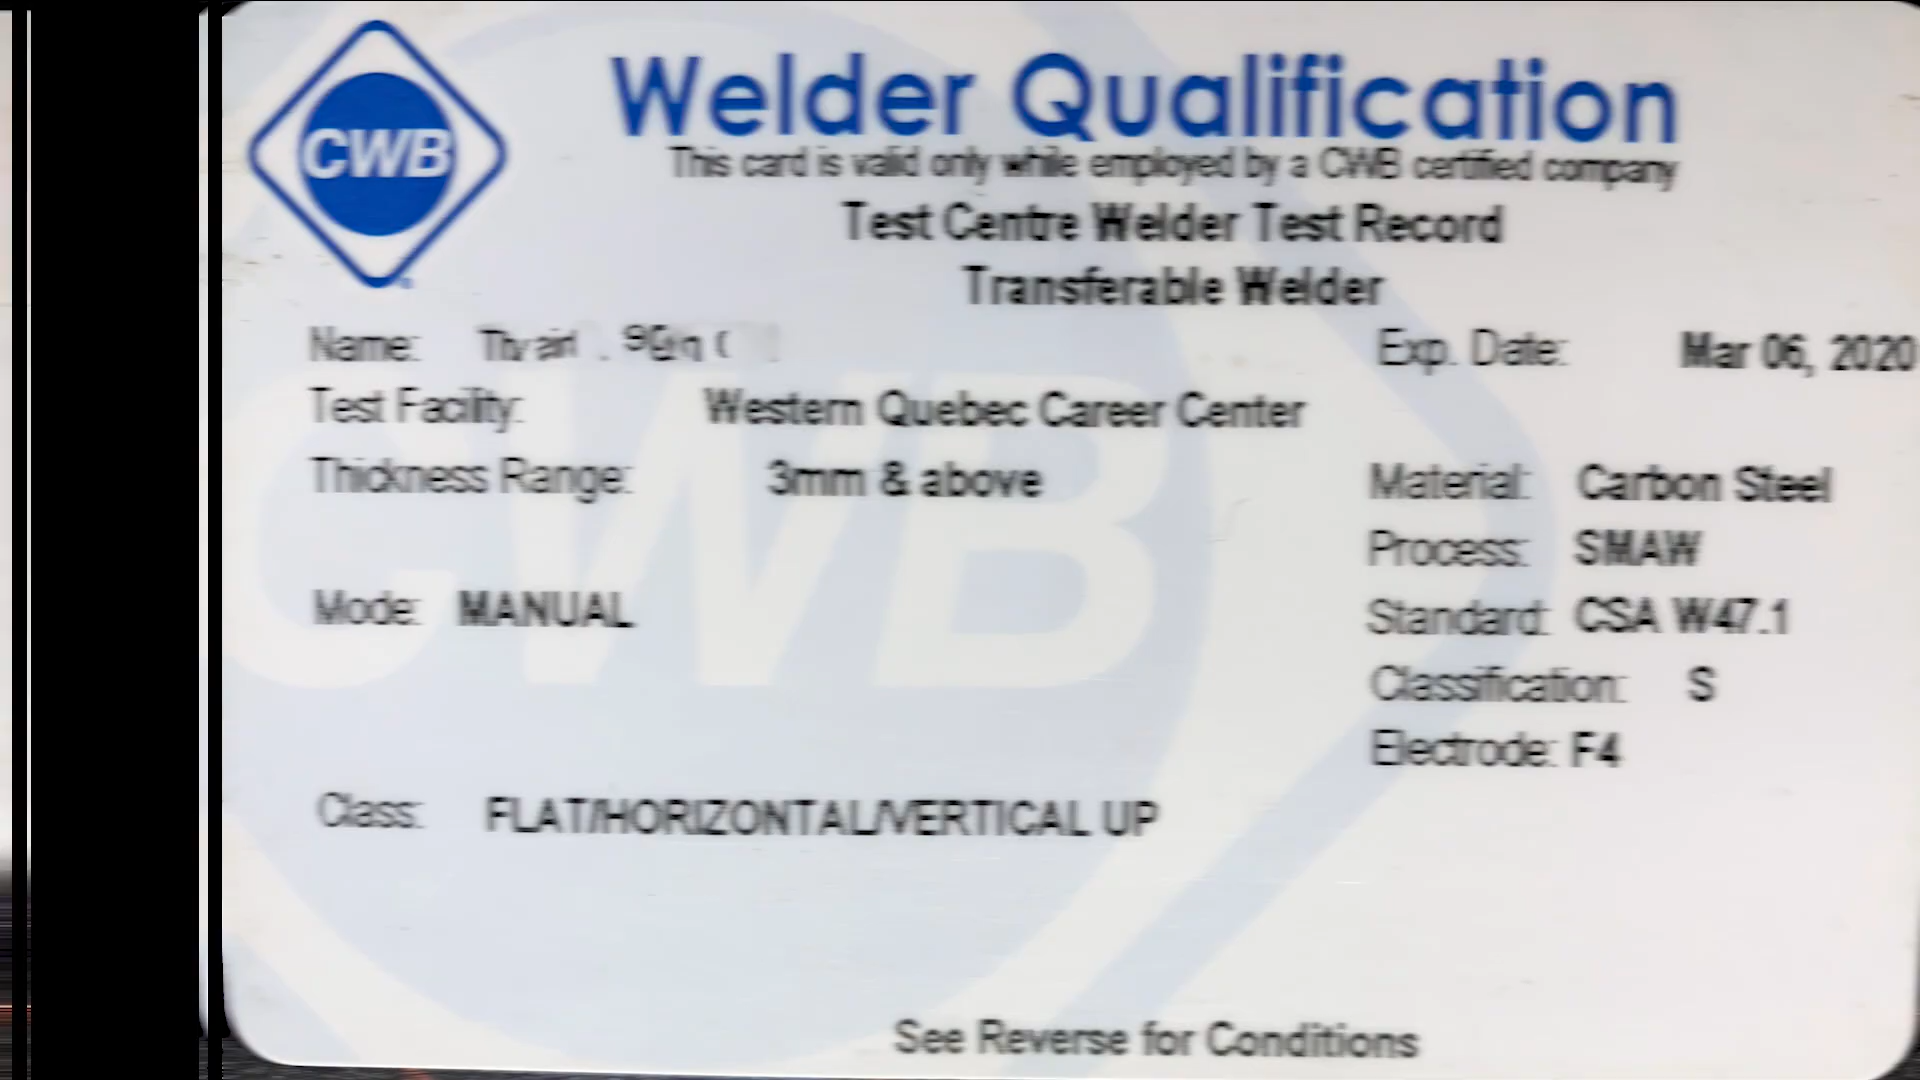 CWB
Welder Qualification
This card is valid only while employed by a CWB certified company
Test Centre Welder Test Record
Transferable Welder
Name:
Exp. Date: Mar 06, 2020
Test Facility: Western Quebec Career Center
Thickness Range: 3mm & above
Material: Carbon Steel
Process: SMAW
Mode: MANUAL
Standard: CSA W47.1
Classification: S
Electrode: F4
Class: FLAT/HORIZONTAL/VERTICAL UP
See Reverse for Conditions